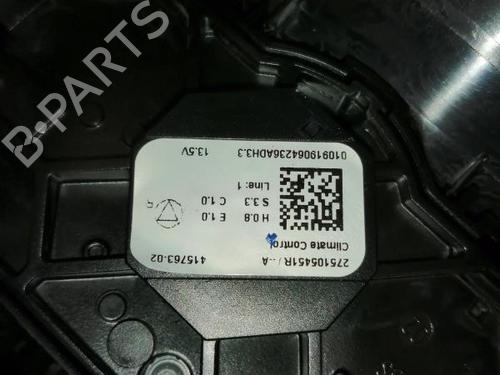 B-PARTS
275105451R /--A
415763-02
Climate Control
H 0.8 E 1.0
S 3.3 C 1.0
Line: 1
010919064236ADH3.3 13.5V